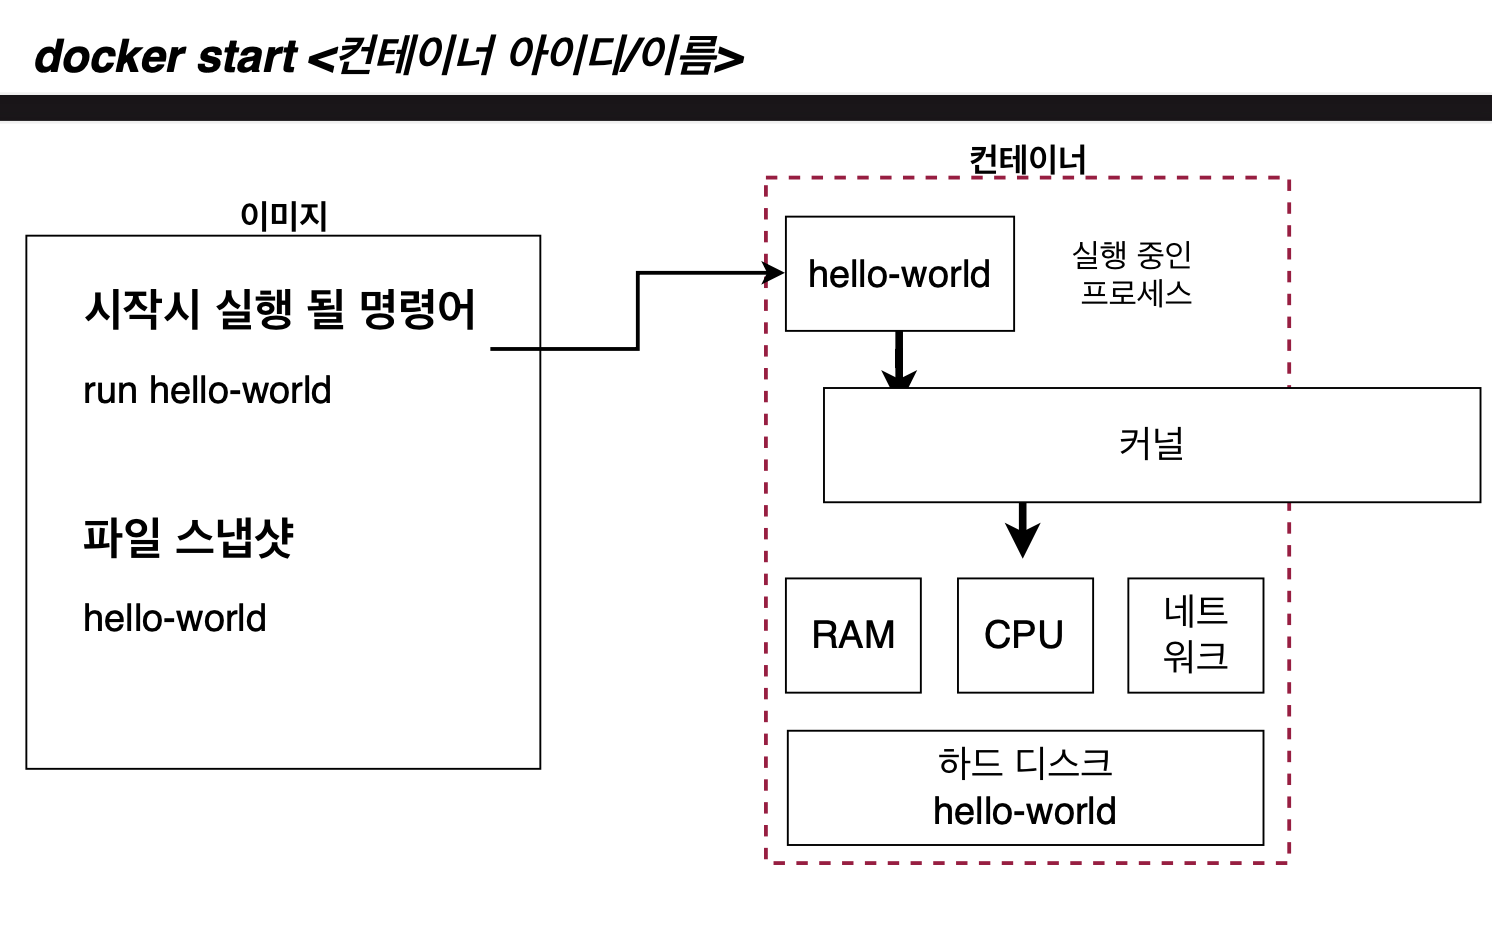 docker start <컨테이너 아이디/이름>
이미지
시작시 실행 될 명령어
run hello-world
파일 스냅샷
hello-world
컨테이너
hello-world
실행 중인
프로세스
커널
RAM
CPU
네트
워크
하드 디스크
hello-world